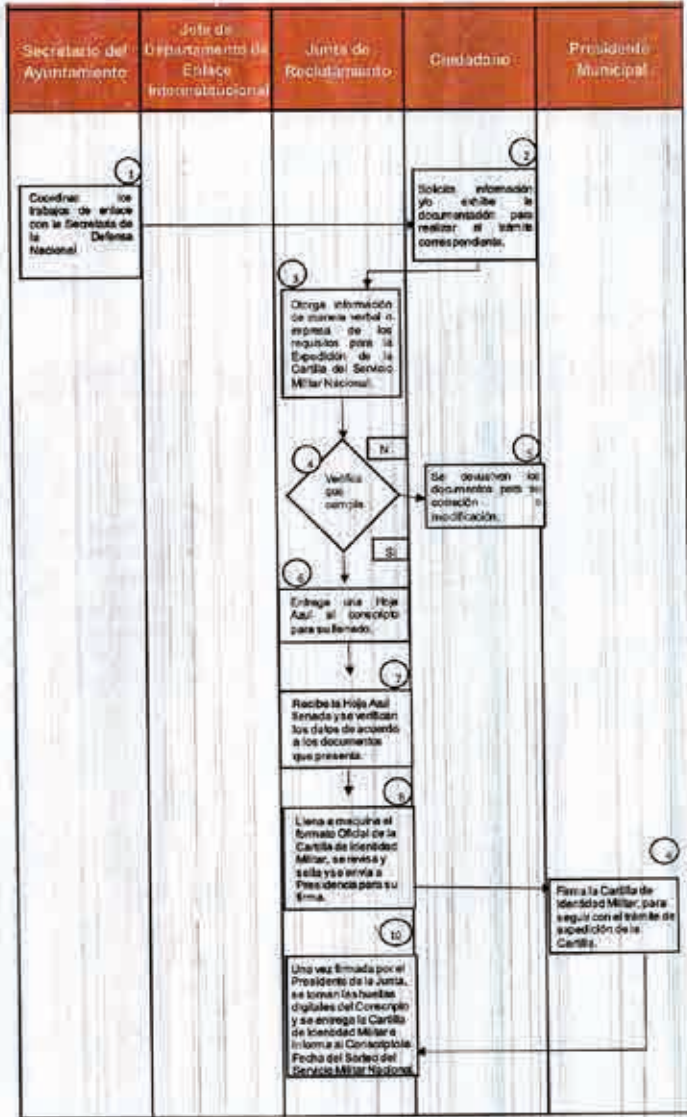 Secretario del
Ayuntamiento
Jefe de
Departamento de
Enlace
Interinstitucional
Junta de
Reclutamiento
Ciudadano
Presidente
Municipal
1
Coordinar los
trabajos de enlace
con la Secretaría de
la Defensa
Nacional
2
Solicita información
y/o exhibe la
documentación para
realizar el trámite
correspondiente.
3
Otorga información
de manera verbal o
impresa de los
requisitos para la
Expedición de la
Cartilla del Servicio
Militar Nacional.
4
Verifica
que
cumpla
N
5
Se devuelven los
documentos para su
corrección o
modificación.
SI
6
Entrega una Hoja
Azul al conscripto
para su llenado.
7
Recibe la Hoja Azul
llenada y se verifican
los datos de acuerdo
a los documentos
que presenta.
Llena a maquina el
formato Oficial de la
Cartilla de Identidad
Militar, se revisa y
sella y se envía a
Presidencia para su
firma.
Firma la Cartilla de
Identidad Militar, para
seguir con el trámite de
expedición de la
Cartilla.
10
Una vez firmada por el
Presidente de la Junta,
se toman las huellas
digitales del Conscripto
y se entrega la Cartilla
de Identidad Militar e
Informa al Conscripto la
Fecha del Sorteo del
Servicio Militar Nacional